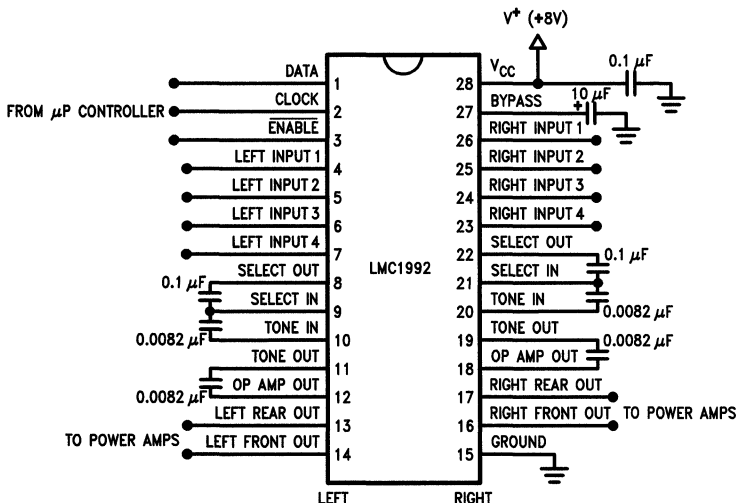 V+ (+8V)
DATA 1 28 VCC 0.1 μF
FROM μP CONTROLLER CLOCK 2 27 BYPASS 10 μF +
ENABLE 3 26 RIGHT INPUT 1
LEFT INPUT 1 4 25 RIGHT INPUT 2
LEFT INPUT 2 5 24 RIGHT INPUT 3
LEFT INPUT 3 6 23 RIGHT INPUT 4
LEFT INPUT 4 7 22 SELECT OUT
LMC1992
0.1 μF SELECT OUT 8 21 SELECT IN 0.1 μF
SELECT IN 9 20 TONE IN 0.0082 μF
0.0082 μF TONE IN 10 19 TONE OUT 0.0082 μF
TONE OUT 11 18 OP AMP OUT
0.0082 μF OP AMP OUT 12 17 RIGHT REAR OUT
LEFT REAR OUT 13 16 RIGHT FRONT OUT TO POWER AMPS
TO POWER AMPS LEFT FRONT OUT 14 15 GROUND
LEFT RIGHT